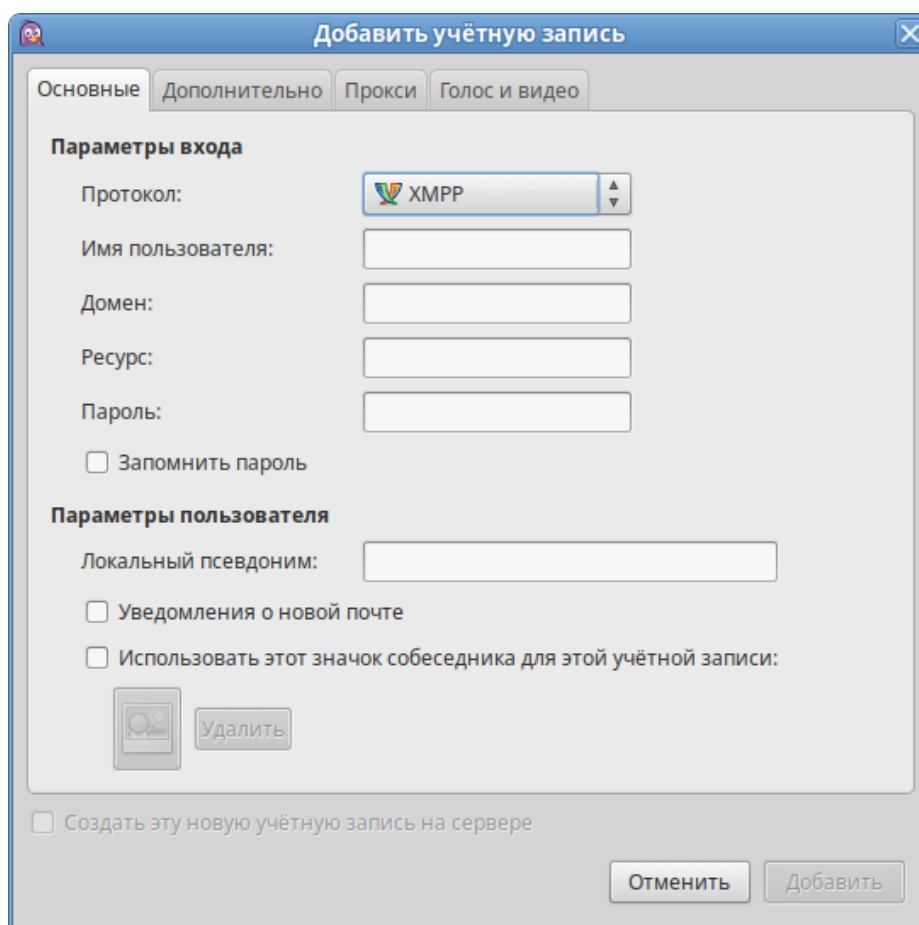 Добавить учётную запись
Основные Дополнительно Прокси Голос и видео
Параметры входа
Протокол: XMPP
Имя пользователя:
Домен:
Ресурс:
Пароль:
Запомнить пароль
Параметры пользователя
Локальный псевдоним:
Уведомления о новой почте
Использовать этот значок собеседника для этой учётной записи:
Удалить
Создать эту новую учётную запись на сервере
Отменить Добавить